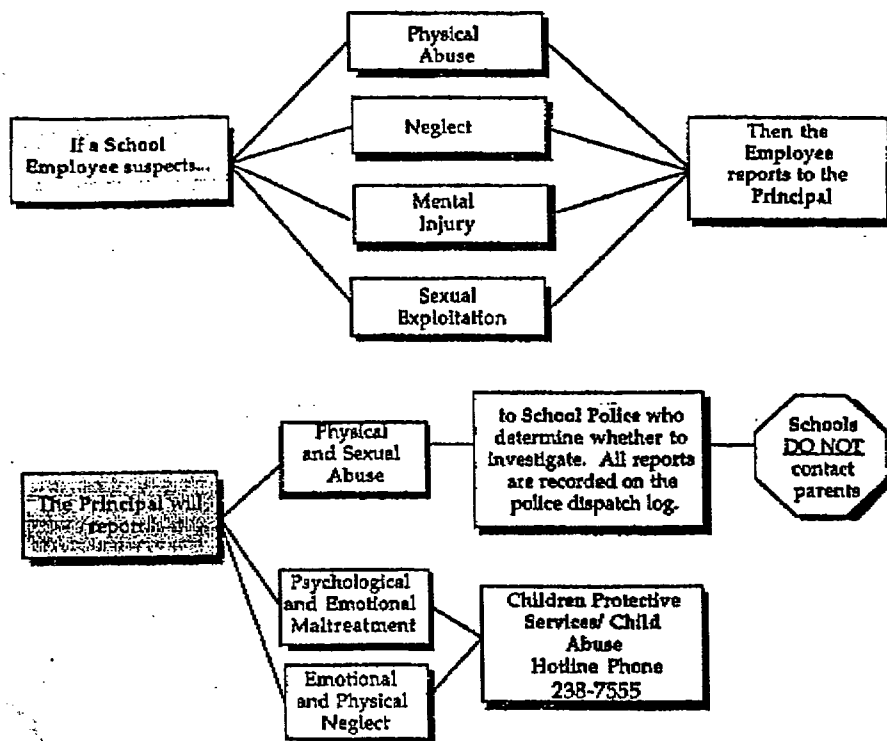 Physical
Abuse
Neglect
Mental
Injury
Sexual
Exploitation
If a School
Employee suspects...
Then the
Employee
reports to the
Principal
The Principal will
report
Physical
and Sexual
Abuse
to School Police who
determine whether to
investigate. All reports
are recorded on the
police dispatch log.
Schools
DO NOT
contact
parents
Psychological
and Emotional
Maltreatment
Emotional
and Physical
Neglect
Children Protective
Services/ Child
Abuse
Hotline Phone
238-7555